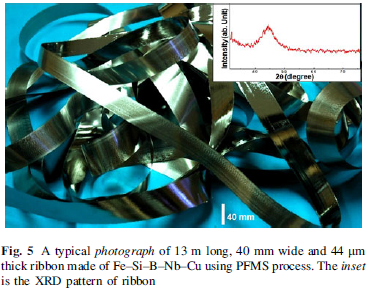 Intensity (ab. Unit)
2θ (degree)
40 mm
Fig. 5 A typical photograph of 13 m long, 40 mm wide and 44 μm
thick ribbon made of Fe–Si–B–Nb–Cu using PFMS process. The inset
is the XRD pattern of ribbon